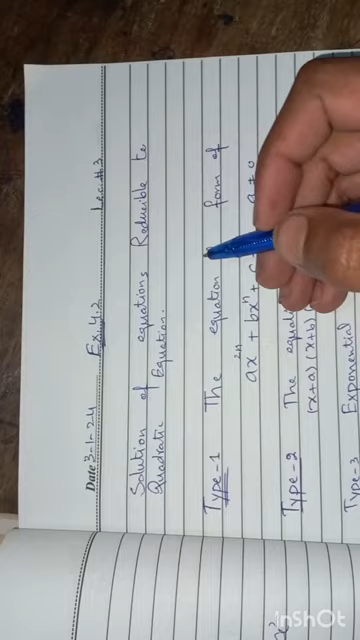 Date 3-1-24 Ex. 4.2 Lec # 3
Solution of equations Reducible to
Quadratic Equation.
Type-1 The equation form of
ax²ⁿ + bxⁿ +
Type-2 The
(x+a) (x+b)
Type-3 Exponential
x²
InShOt